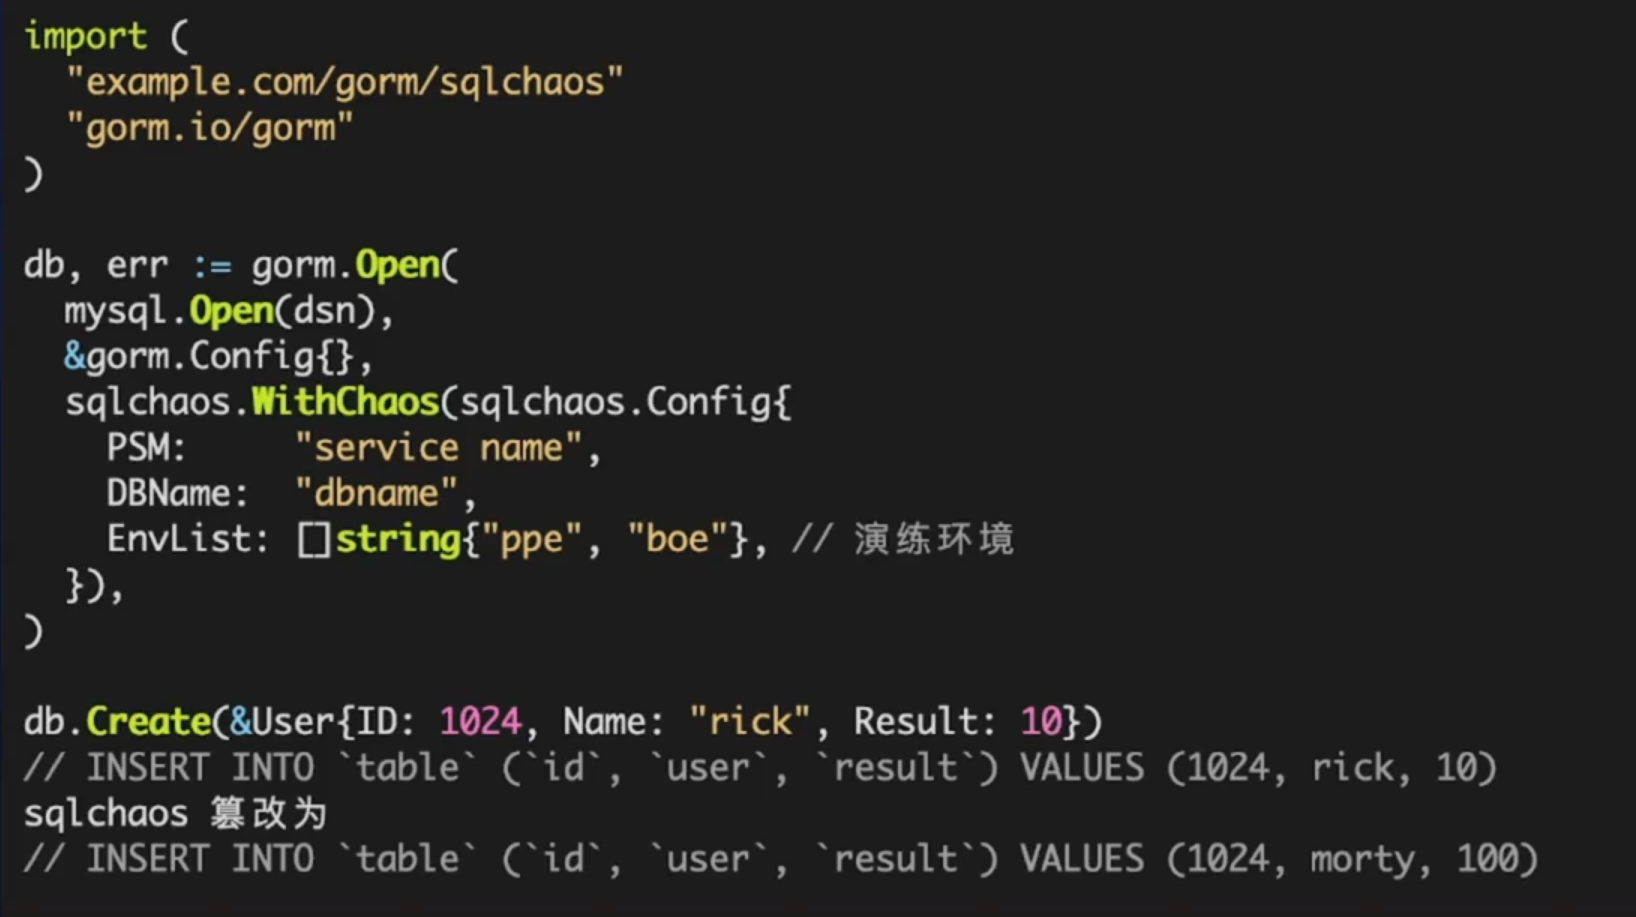 import (
  "example.com/gorm/sqlchaos"
  "gorm.io/gorm"
)
db, err := gorm.Open(
  mysql.Open(dsn),
  &gorm.Config{},
  sqlchaos.WithChaos(sqlchaos.Config{
    PSM:     "service name",
    DBName:  "dbname",
    EnvList: []string{"ppe", "boe"}, // 演练环境
  }),
)
db.Create(&User{ID: 1024, Name: "rick", Result: 10})
// INSERT INTO `table` (`id`, `user`, `result`) VALUES (1024, rick, 10)
sqlchaos 篡改为
// INSERT INTO `table` (`id`, `user`, `result`) VALUES (1024, morty, 100)